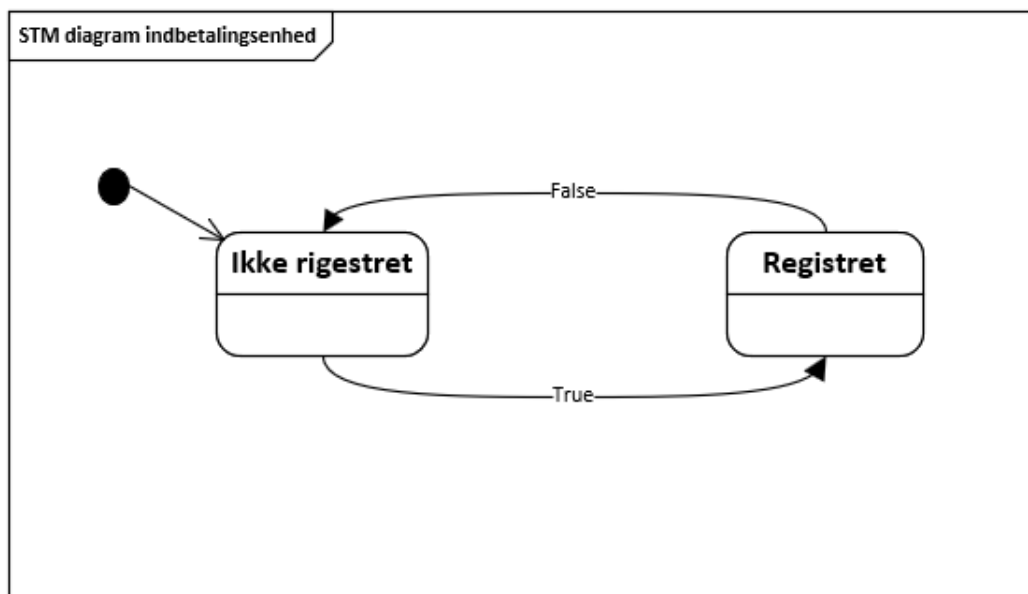 STM diagram indbetalingsenhed
False
Ikke rigestret
Registret
True